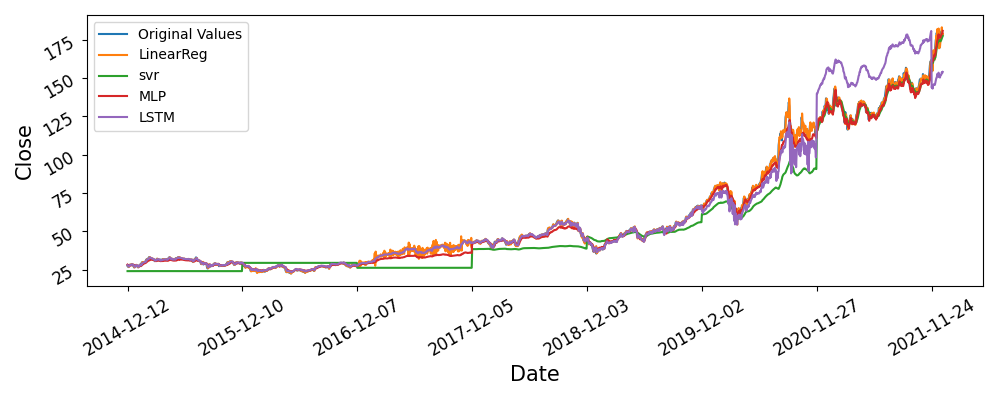 Original Values
LinearReg
svr
MLP
LSTM
Close
175
150
125
100
75
50
25
2014-12-12
2015-12-10
2016-12-07
2017-12-05
2018-12-03
2019-12-02
2020-11-27
2021-11-24
Date